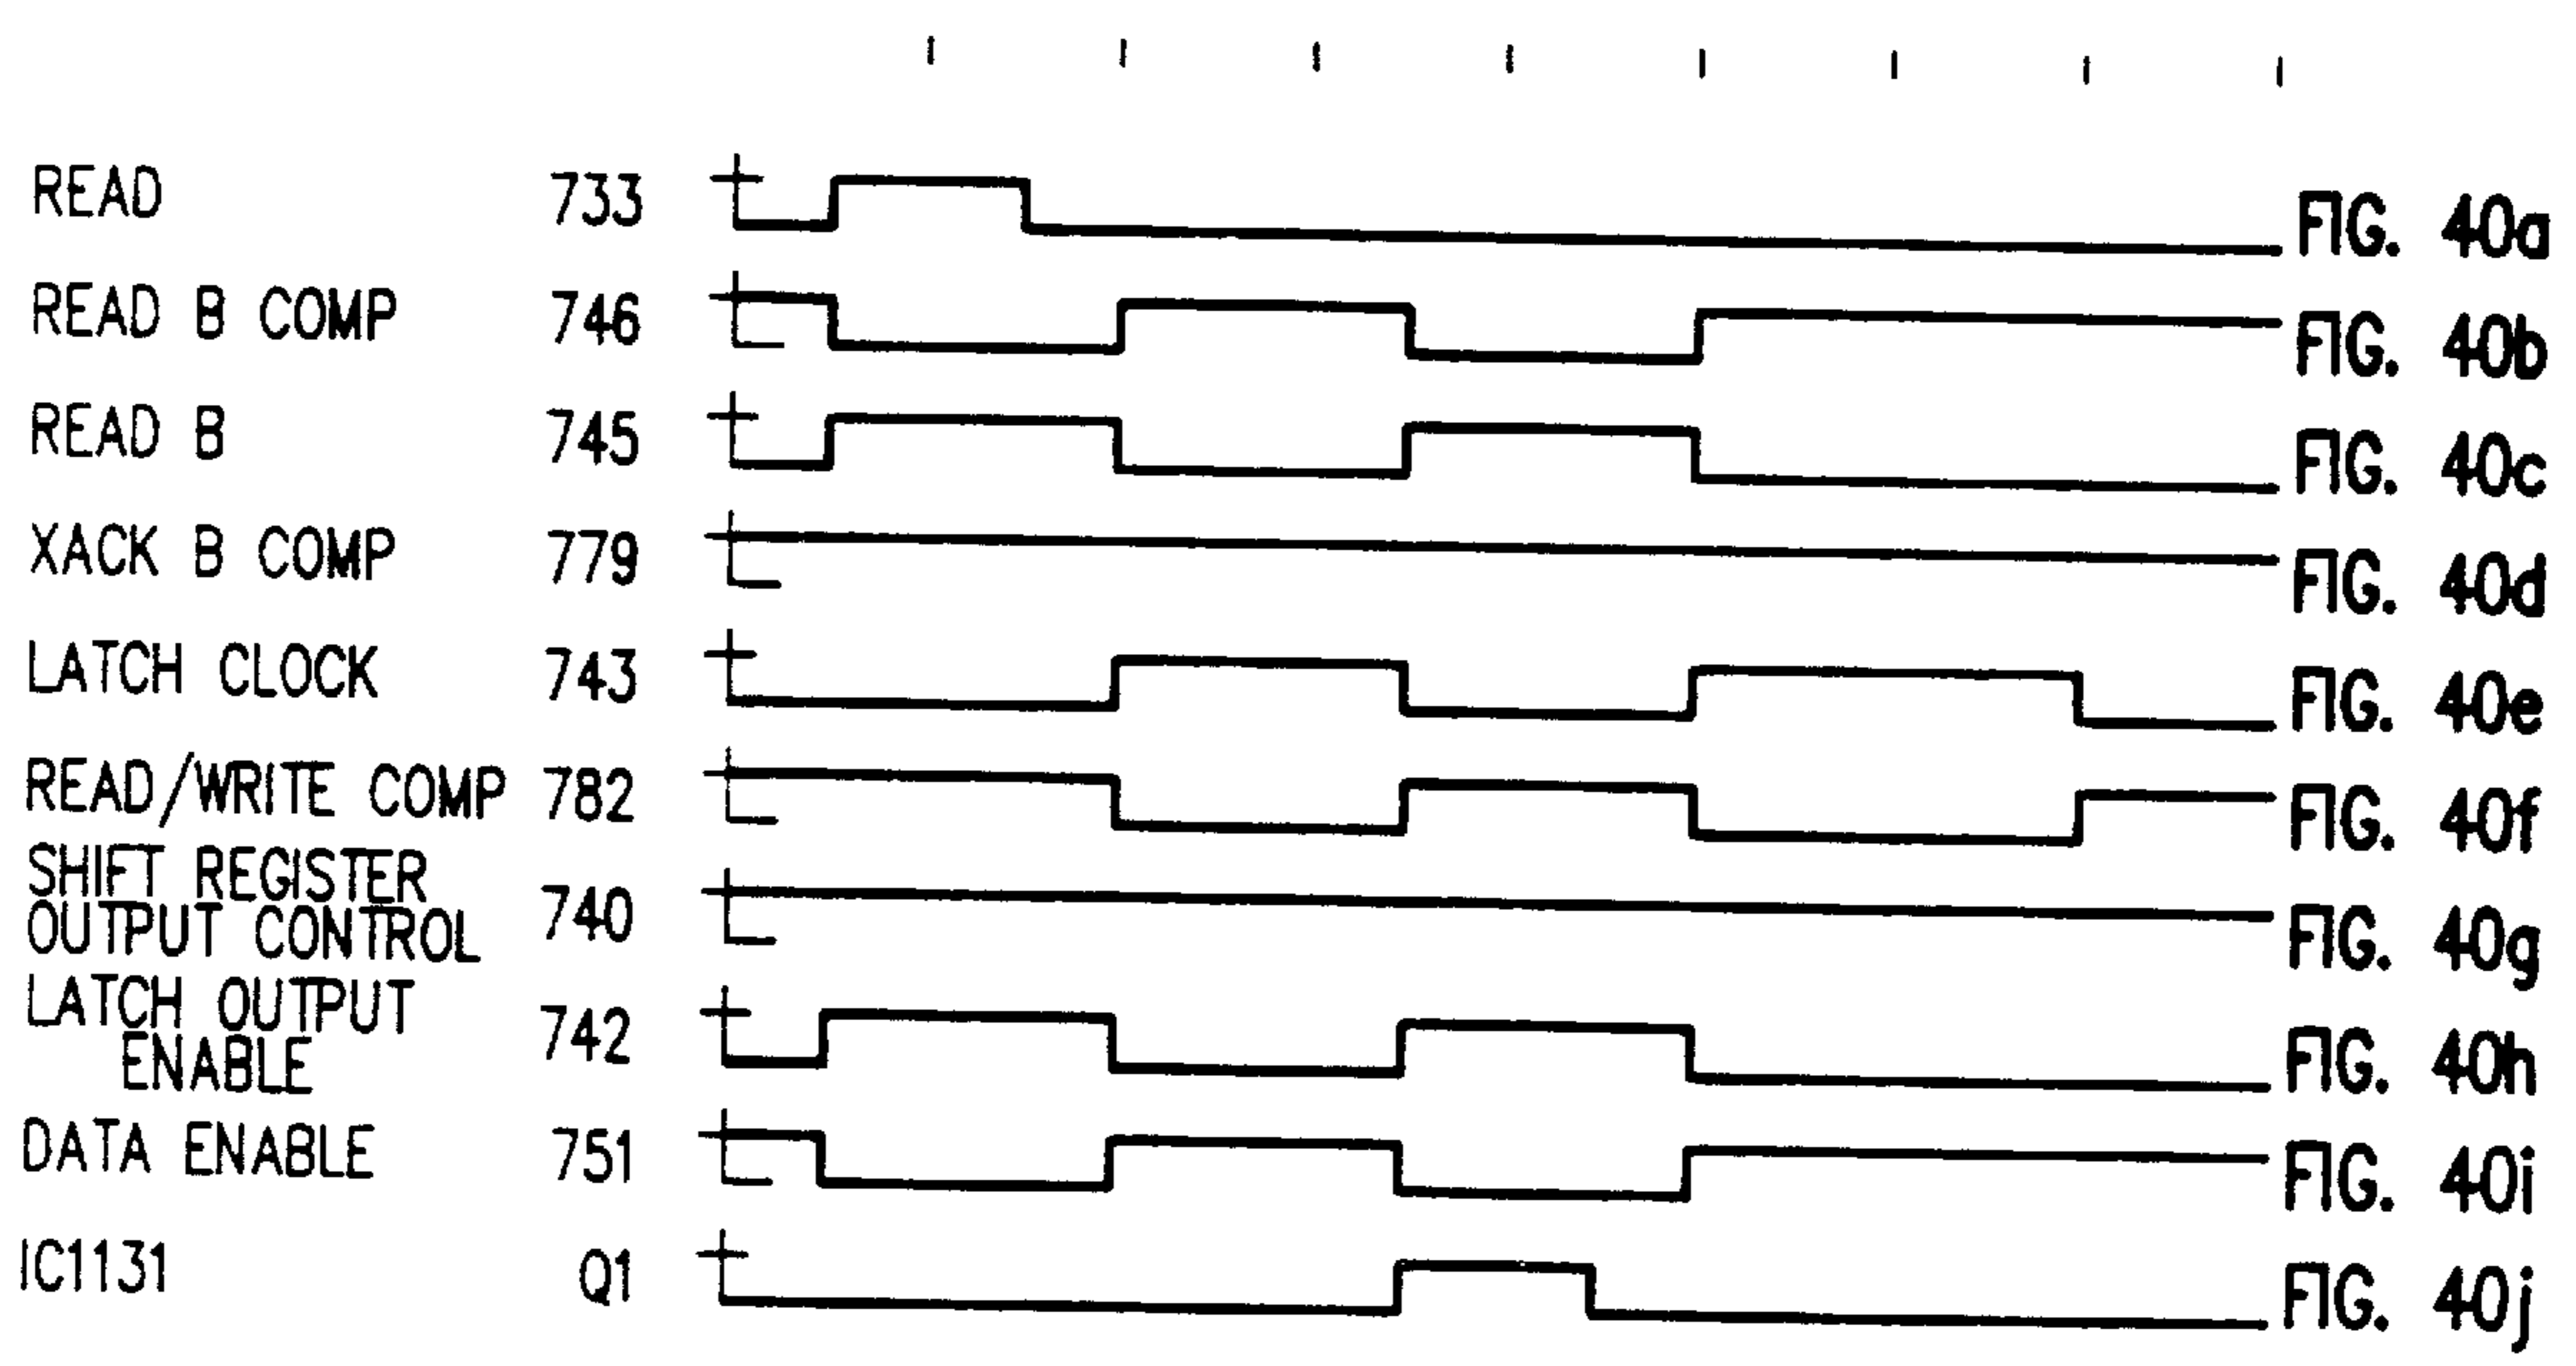 READ 733 FIG. 40a
READ B COMP 746 FIG. 40b
READ B 745 FIG. 40c
XACK B COMP 779 FIG. 40d
LATCH CLOCK 743 FIG. 40e
READ/WRITE COMP 782 FIG. 40f
SHIFT REGISTER
OUTPUT CONTROL 740 FIG. 40g
LATCH OUTPUT
ENABLE 742 FIG. 40h
DATA ENABLE 751 FIG. 40i
IC1131 Q1 FIG. 40j